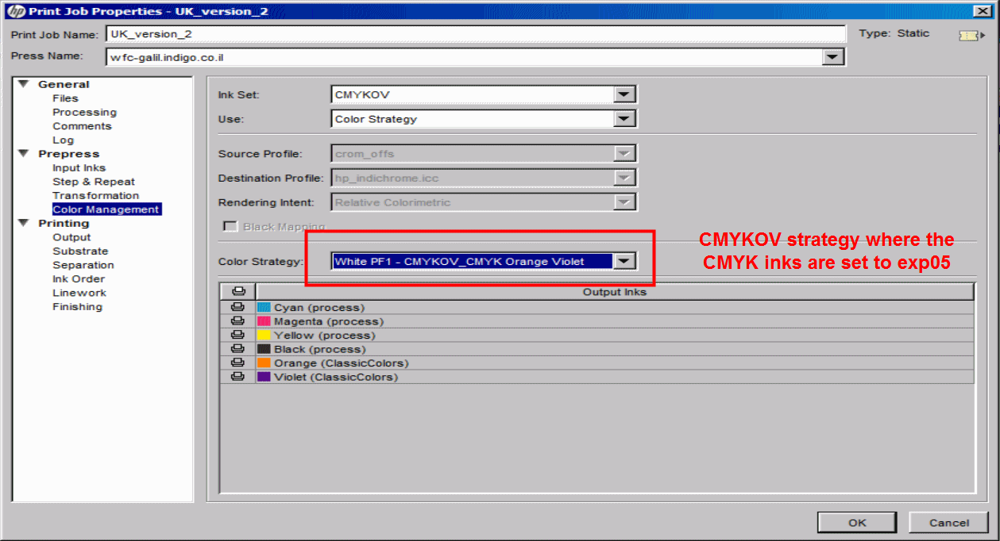 hp Print Job Properties - UK_version_2
Print Job Name: UK_version_2 Type: Static
Press Name: wfc-galil.indigo.co.il
General
Files
Processing
Comments
Log
Prepress
Input Inks
Step & Repeat
Transformation
Color Management
Printing
Output
Substrate
Separation
Ink Order
Linework
Finishing
Ink Set: CMYKOV
Use: Color Strategy
Source Profile: crom_offs
Destination Profile: hp_indichrome.icc
Rendering Intent: Relative Colorimetric
Black Mapping
Color Strategy: White PF1 - CMYKOV_CMYK Orange Violet
CMYKOV strategy where the
CMYK inks are set to exp05
Output Inks
Cyan (process)
Magenta (process)
Yellow (process)
Black (process)
Orange (ClassicColors)
Violet (ClassicColors)
OK Cancel